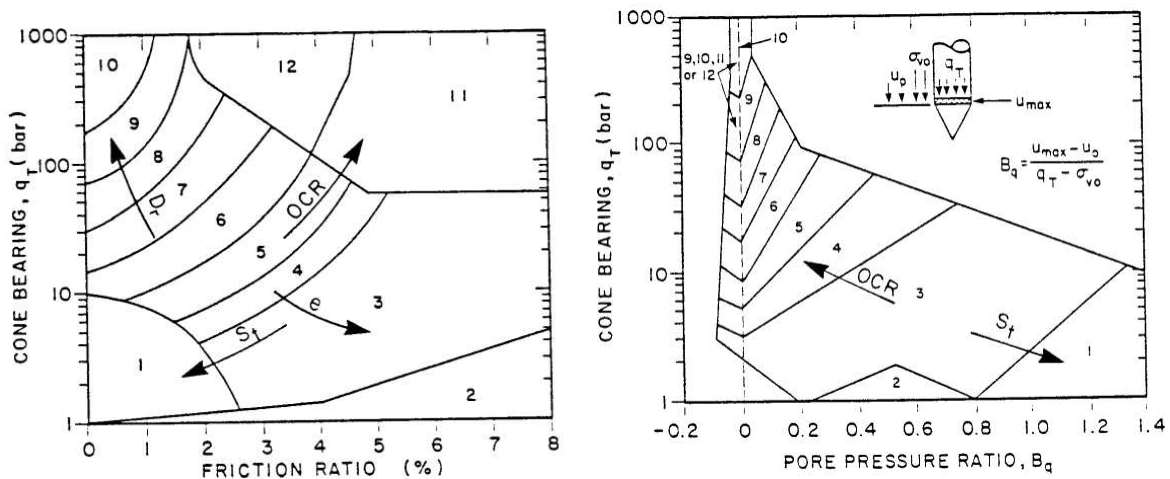 CONE BEARING, qT (bar)
1000
100
10
1
10
12
11
9
8
7
6
5
4
3
1
2
Dr
OCR
e
St
0 1 2 3 4 5 6 7 8
FRICTION RATIO (%)
CONE BEARING, qT (bar)
1000
100
10
1
9,10,11
or 12
10
9
8
7
6
5
4
3
2
1
OCR
St
uo
σvo
qT
umax
Bq = umax − uo
qT − σvo
-0.2 0 0.2 0.4 0.6 0.8 1.0 1.2 1.4
PORE PRESSURE RATIO, Bq